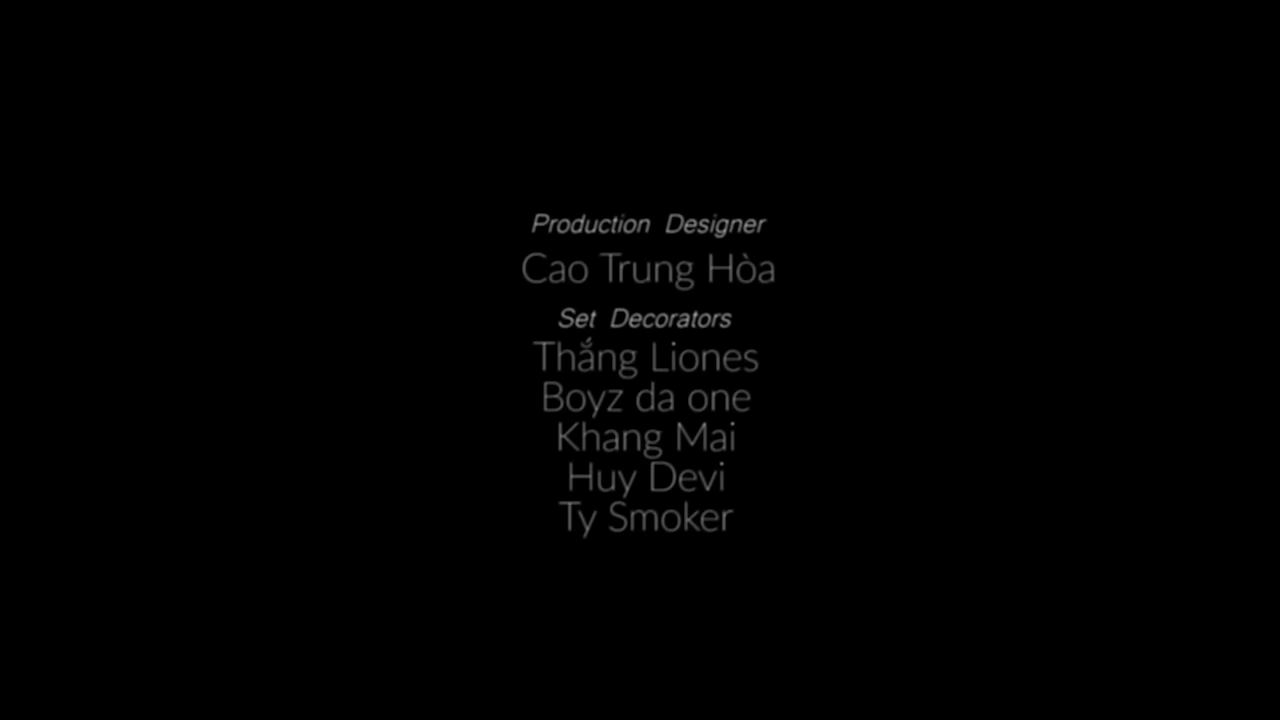 Production Designer
Cao Trung Hòa
Set Decorators
Thắng Liones
Boyz da one
Khang Mai
Huy Devi
Ty Smoker